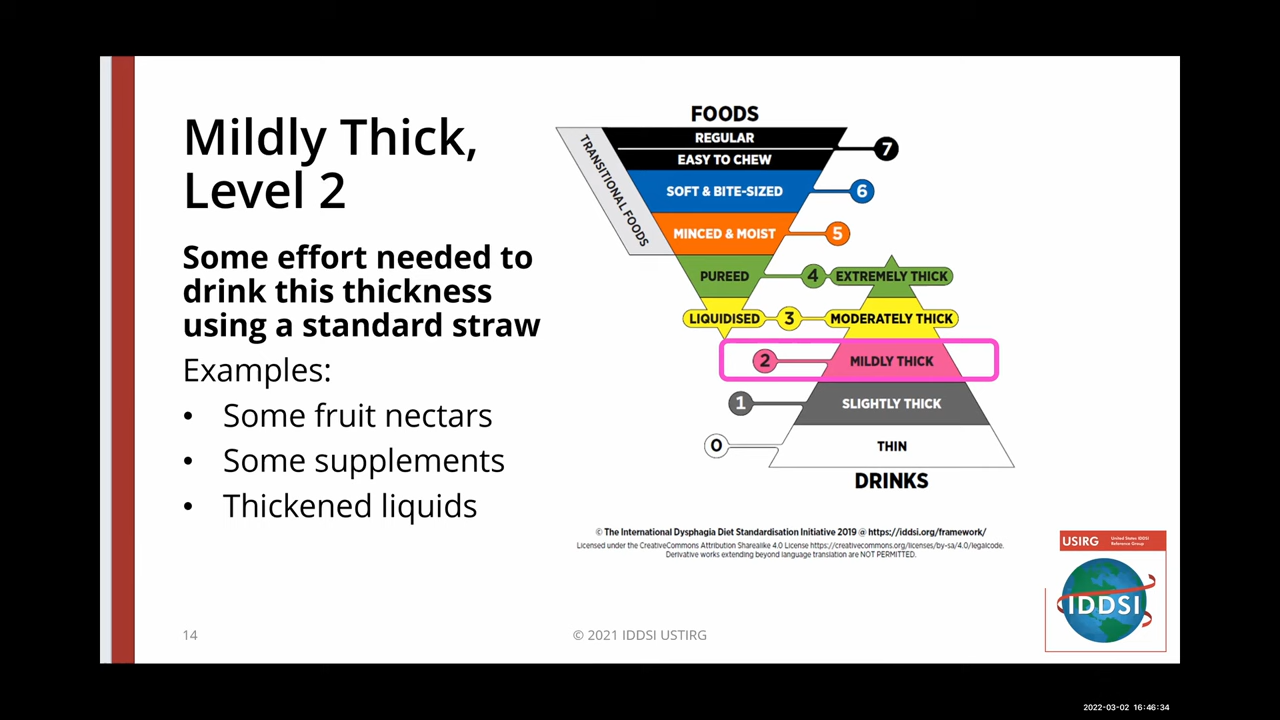 Mildly Thick,
Level 2
Some effort needed to
drink this thickness
using a standard straw
Examples:
• Some fruit nectars
• Some supplements
• Thickened liquids
FOODS
TRANSITIONAL FOODS
REGULAR
EASY TO CHEW
7
SOFT & BITE-SIZED
6
MINCED & MOIST
5
PUREED
4
EXTREMELY THICK
LIQUIDISED
3
MODERATELY THICK
2
MILDLY THICK
1
SLIGHTLY THICK
0
THIN
DRINKS
© The International Dysphagia Diet Standardisation Initiative 2019 @ https://iddsi.org/framework/
Licensed under the CreativeCommons Attribution Sharealike 4.0 License https://creativecommons.org/licenses/by-sa/4.0/legalcode.
Derivative works extending beyond language translation are NOT PERMITTED.
USIRG
United States IDDSI
Reference Group
IDDSI
14
© 2021 IDDSI USTIRG
2022-03-02 16:46:34